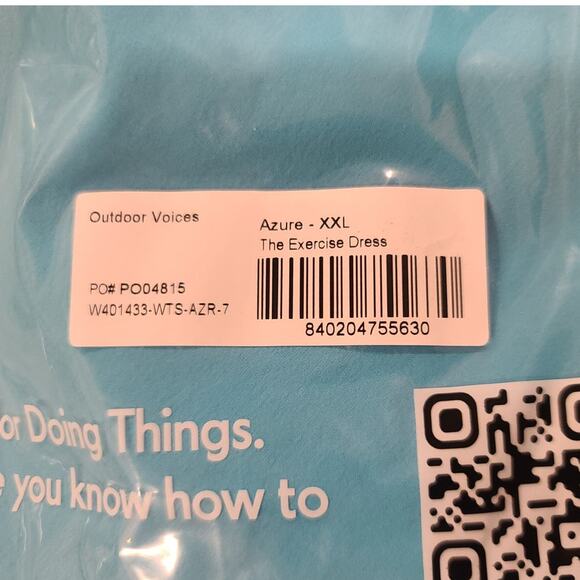 Outdoor Voices
Azure - XXL
The Exercise Dress
PO# PO04815
W401433-WTS-AZR-7
840204755630
or Doing Things.
you know how to